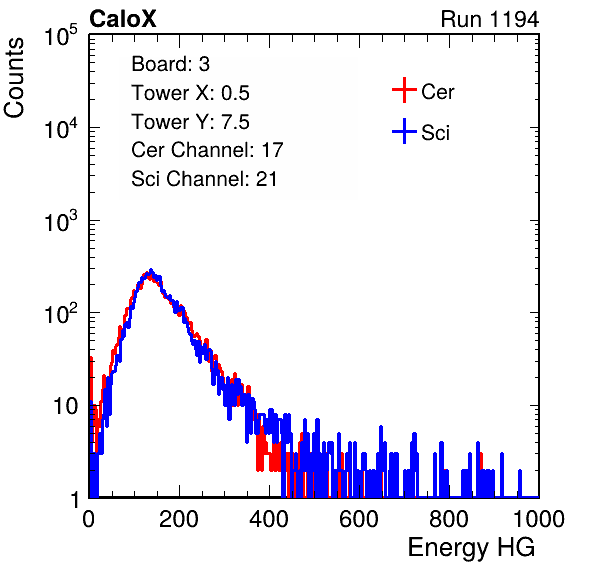 CaloX Run 1194
Counts
10^5
10^4
10^3
10^2
10
1
Board: 3
Tower X: 0.5
Tower Y: 7.5
Cer Channel: 17
Sci Channel: 21
Cer
Sci
0 200 400 600 800 1000
Energy HG